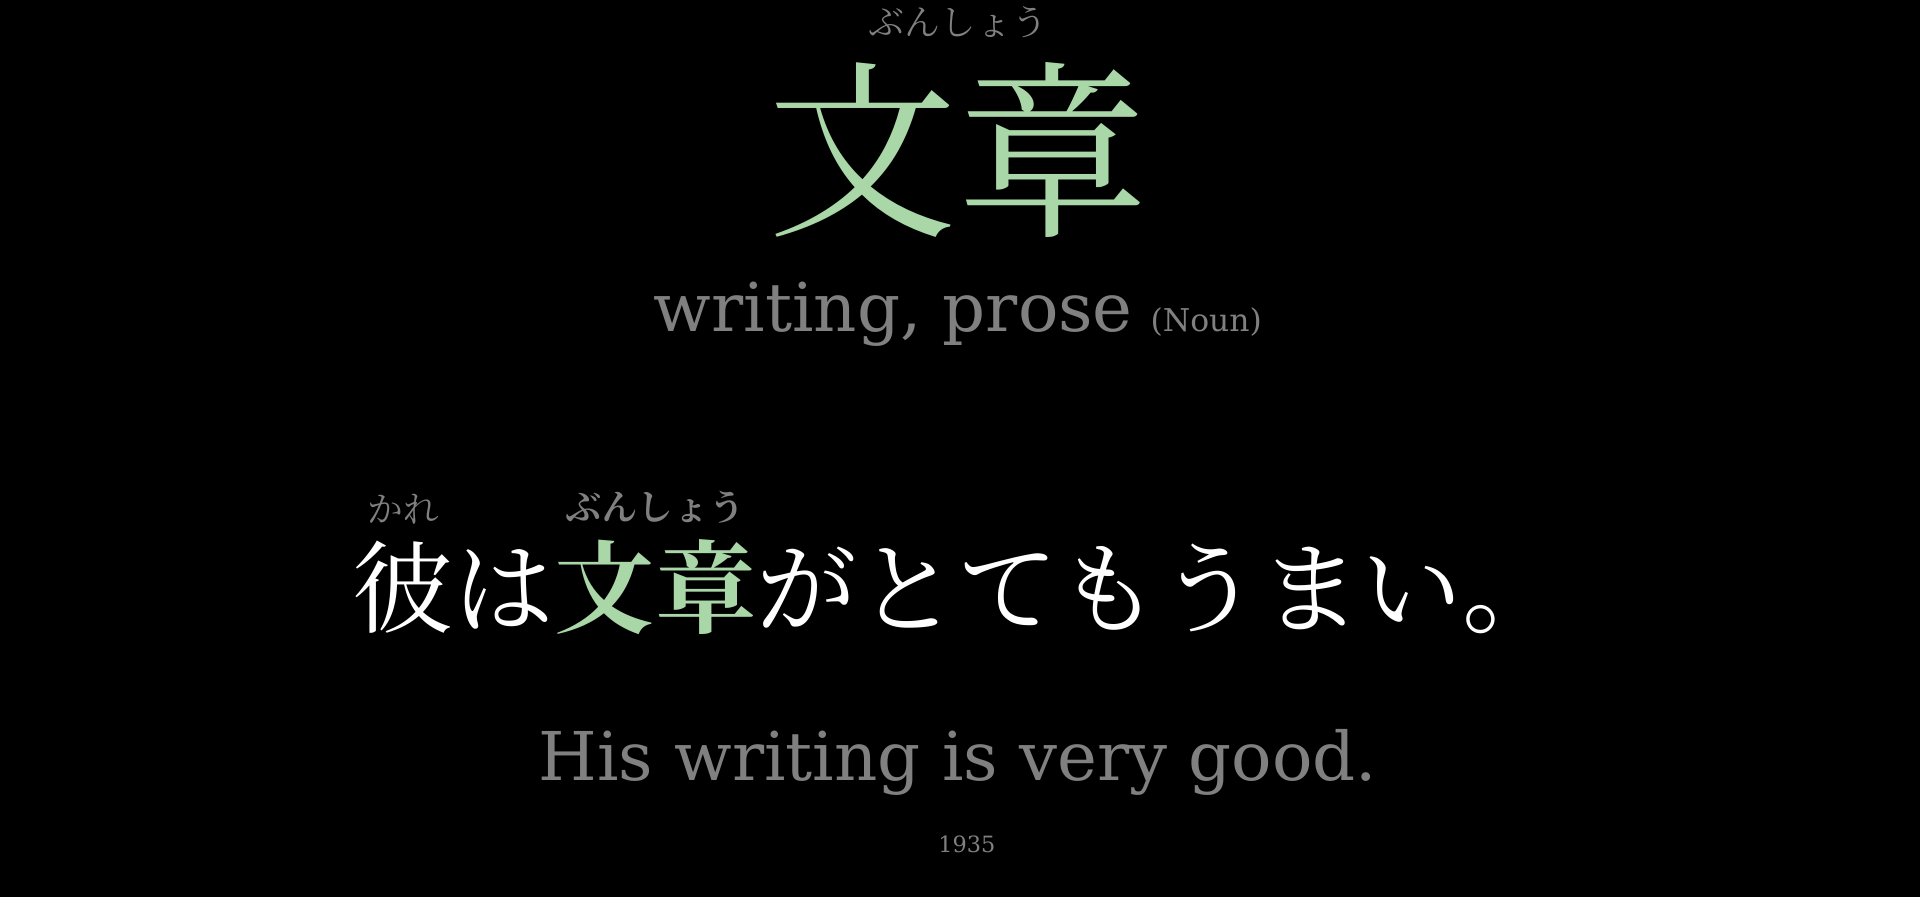 ぶんしょう
文章
writing, prose (Noun)
かれ ぶんしょう
彼は文章がとてもうまい。
His writing is very good.
1935